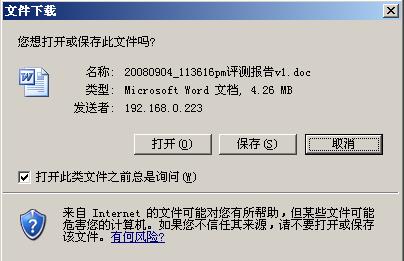 文件下载
您想打开或保存此文件吗?
名称: 20080904_113616pm评测报告v1.doc
类型: Microsoft Word 文档, 4.26 MB
发送者: 192.168.0.223
打开(O) 保存(S) 取消
打开此类文件之前总是询问(W)
来自 Internet 的文件可能对您有所帮助，但某些文件可能
危害您的计算机。如果您不信任其来源，请不要打开或保存
该文件。有何风险?